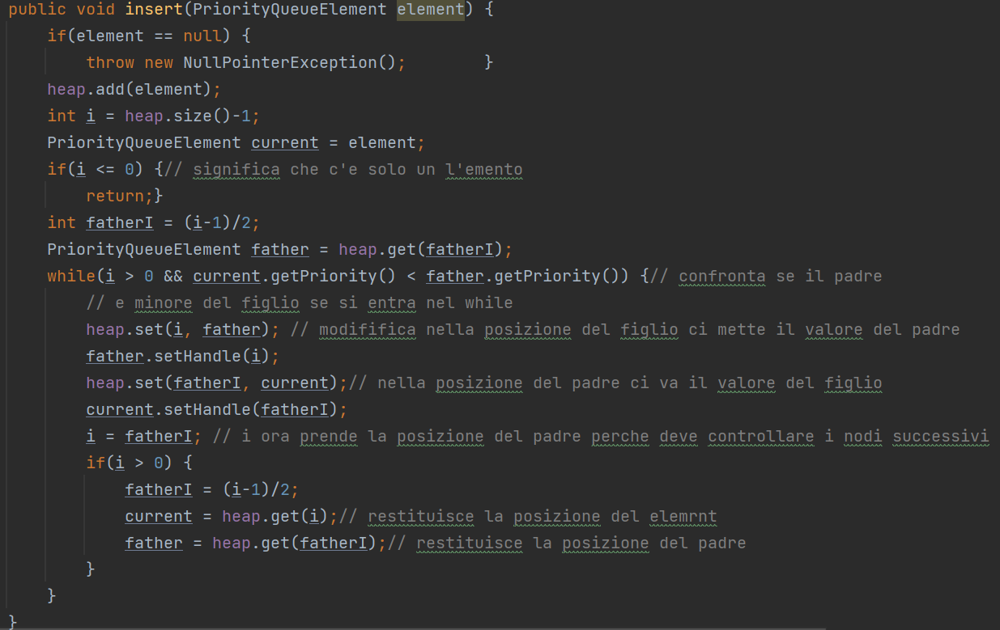 public void insert(PriorityQueueElement element) {
    if(element == null) {
        throw new NullPointerException();        }
    heap.add(element);
    int i = heap.size()-1;
    PriorityQueueElement current = element;
    if(i <= 0) {// significa che c'e solo un l'emento
        return;}
    int fatherI = (i-1)/2;
    PriorityQueueElement father = heap.get(fatherI);
    while(i > 0 && current.getPriority() < father.getPriority()) {// confronta se il padre
        // e minore del figlio se si entra nel while
        heap.set(i, father); // modififica nella posizione del figlio ci mette il valore del padre
        father.setHandle(i);
        heap.set(fatherI, current);// nella posizione del padre ci va il valore del figlio
        current.setHandle(fatherI);
        i = fatherI; // i ora prende la posizione del padre perche deve controllare i nodi successivi
        if(i > 0) {
            fatherI = (i-1)/2;
            current = heap.get(i);// restituisce la posizione del elemrnt
            father = heap.get(fatherI);// restituisce la posizione del padre
        }
    }
}